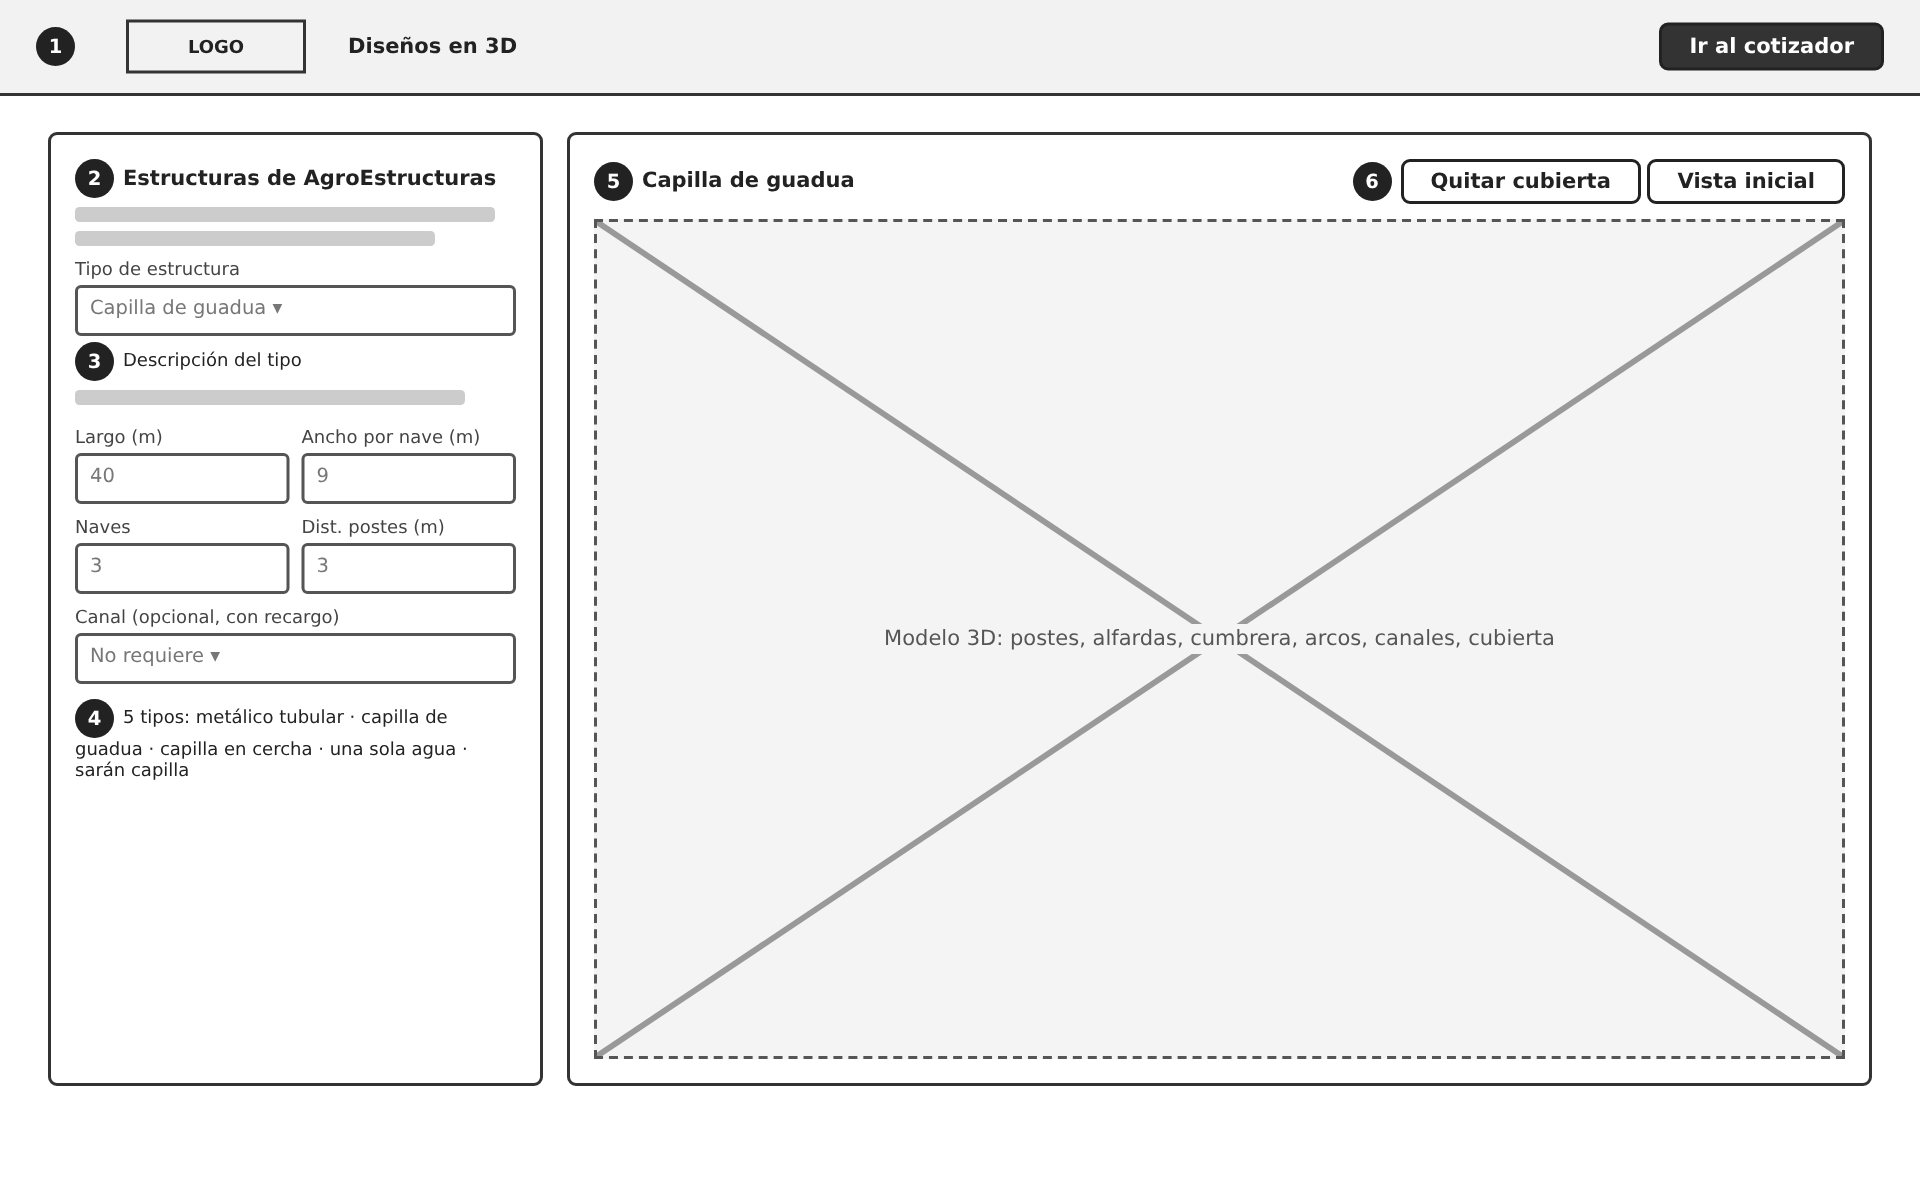 1
LOGO
Diseños en 3D
Ir al cotizador
2 Estructuras de AgroEstructuras
Tipo de estructura
Capilla de guadua ▾
3 Descripción del tipo
Largo (m)
Ancho por nave (m)
40
9
Naves
Dist. postes (m)
3
3
Canal (opcional, con recargo)
No requiere ▾
4 5 tipos: metálico tubular · capilla de
guadua · capilla en cercha · una sola agua ·
sarán capilla
5 Capilla de guadua
6 Quitar cubierta
Vista inicial
Modelo 3D: postes, alfardas, cumbrera, arcos, canales, cubierta